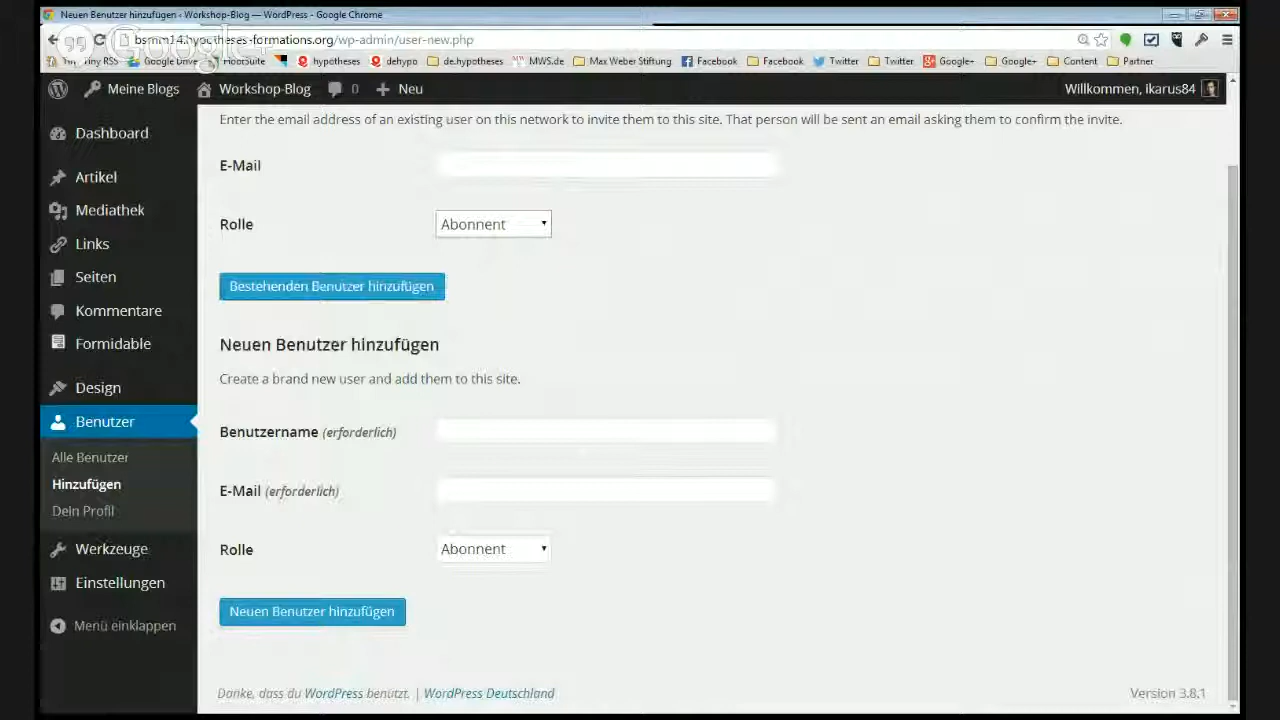 Neuen Benutzer hinzufügen ‹ Workshop-Blog — WordPress - Google Chrome
Google+
bsmm14.hypotheses-formations.org/wp-admin/user-new.php
Tiny RSS Google Drive HootSuite hypotheses dehypo de.hypotheses MWS.de Max Weber Stiftung Facebook Facebook Twitter Twitter Google+ Google+ Content Partner
Meine Blogs Workshop-Blog 0 Neu Willkommen, ikarus84
Enter the email address of an existing user on this network to invite them to this site. That person will be sent an email asking them to confirm the invite.
Dashboard
Artikel
Mediathek
Links
Seiten
Kommentare
Formidable
Design
Benutzer
Alle Benutzer
Hinzufügen
Dein Profil
Werkzeuge
Einstellungen
Menü einklappen
E-Mail
Rolle Abonnent
Bestehenden Benutzer hinzufügen
Neuen Benutzer hinzufügen
Create a brand new user and add them to this site.
Benutzername (erforderlich)
E-Mail (erforderlich)
Rolle Abonnent
Neuen Benutzer hinzufügen
Danke, dass du WordPress benutzt. | WordPress Deutschland Version 3.8.1